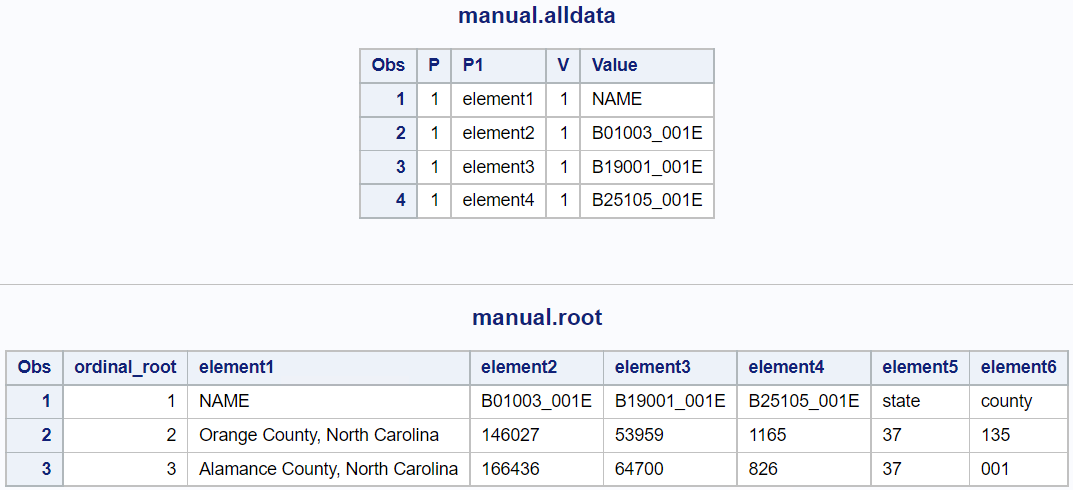 manual.alldata
Obs P P1 V Value
1 1 element1 1 NAME
2 1 element2 1 B01003_001E
3 1 element3 1 B19001_001E
4 1 element4 1 B25105_001E
manual.root
Obs ordinal_root element1 element2 element3 element4 element5 element6
1 1 NAME B01003_001E B19001_001E B25105_001E state county
2 2 Orange County, North Carolina 146027 53959 1165 37 135
3 3 Alamance County, North Carolina 166436 64700 826 37 001